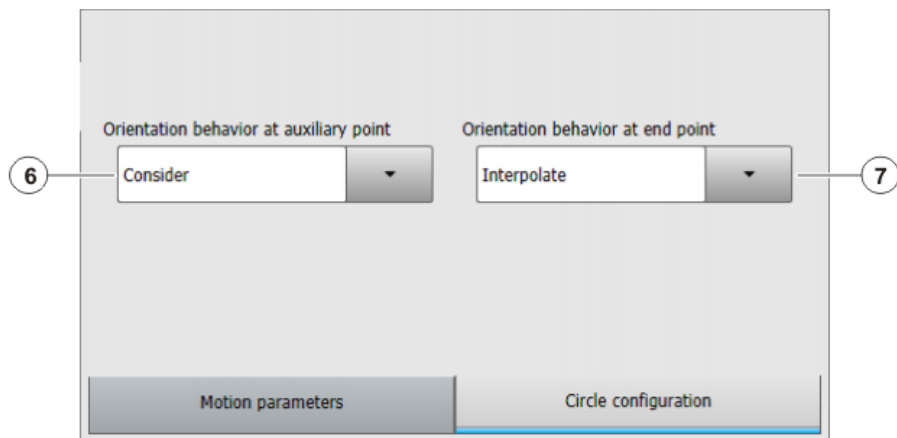 Orientation behavior at auxiliary point
Orientation behavior at end point
6
Consider
Interpolate
7
Motion parameters
Circle configuration